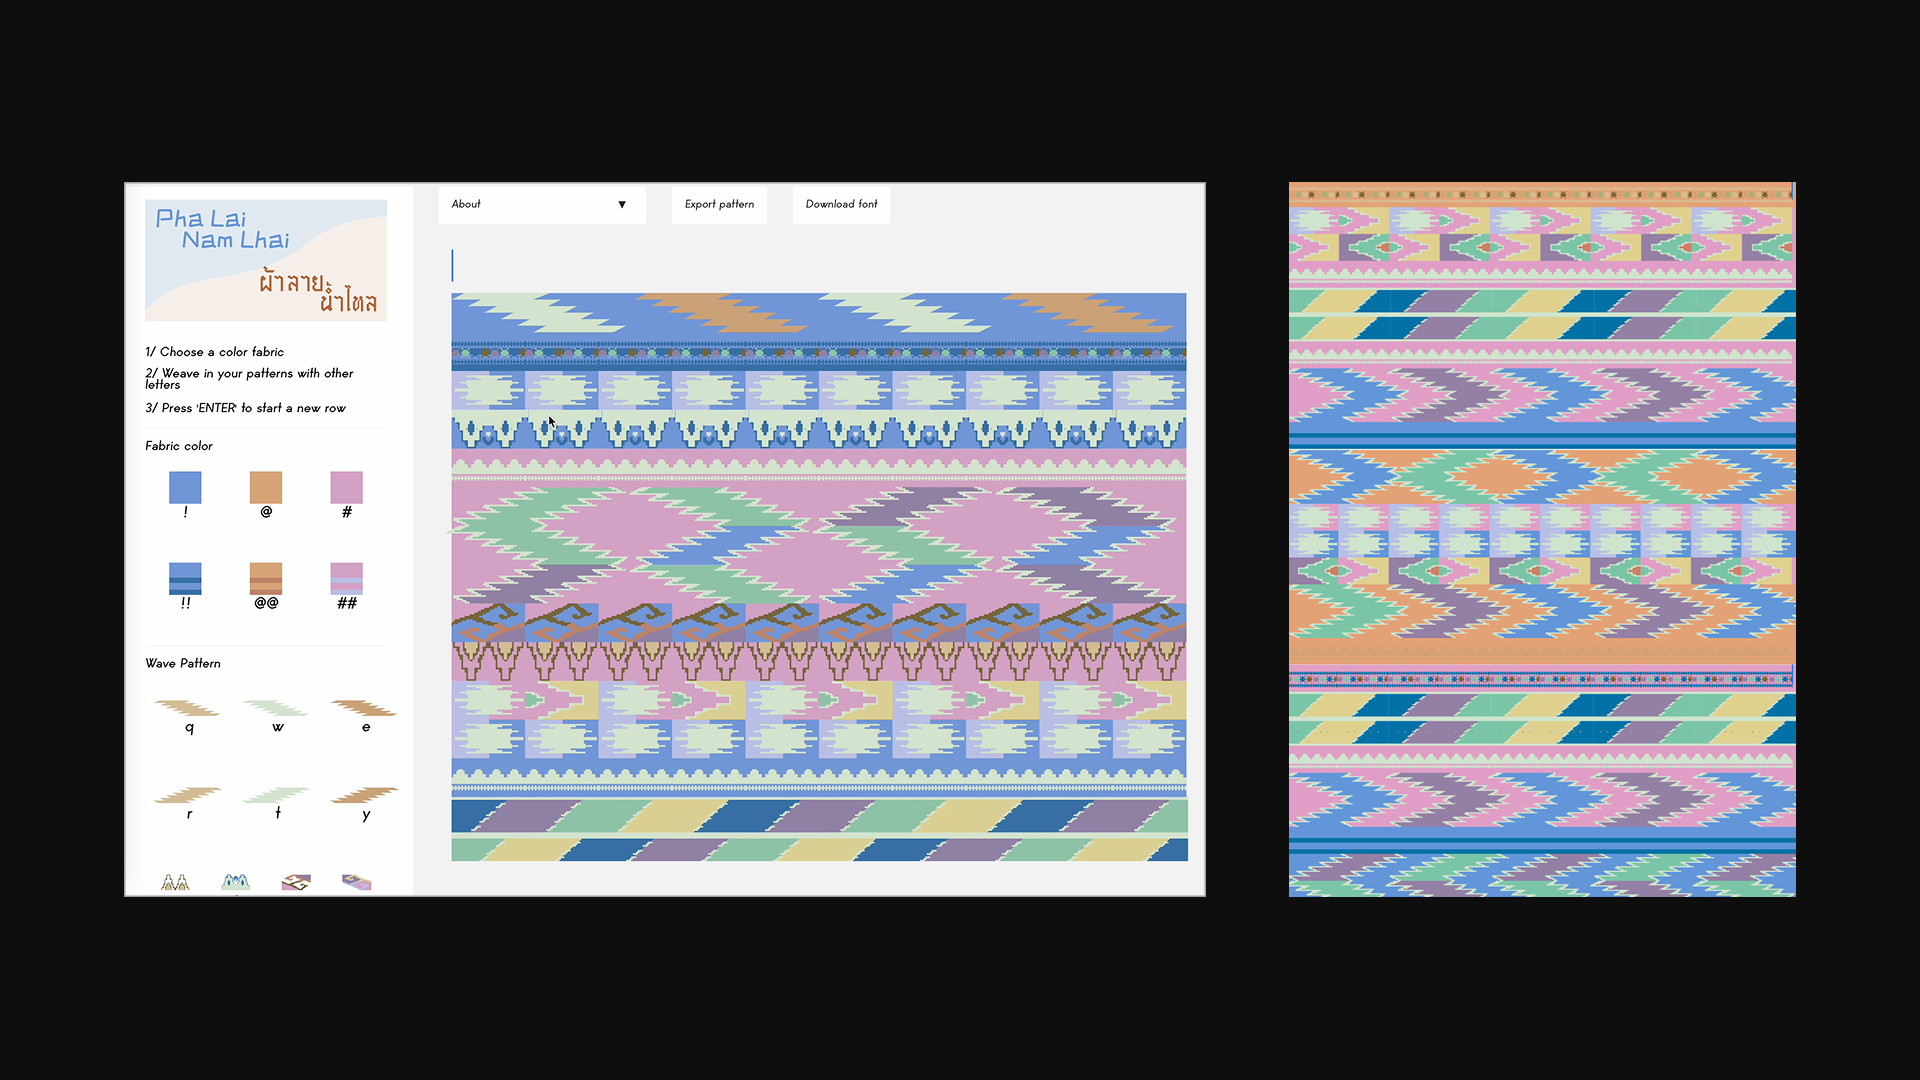 Pha Lai
Nam Lhai
ผ้าลาย
น้ำไหล
1/ Choose a color fabric
2/ Weave in your patterns with other
letters
3/ Press 'ENTER' to start a new row
Fabric color
! @ #
!! @@ ##
Wave Pattern
q w e
r t y
About ▼ Export pattern Download font